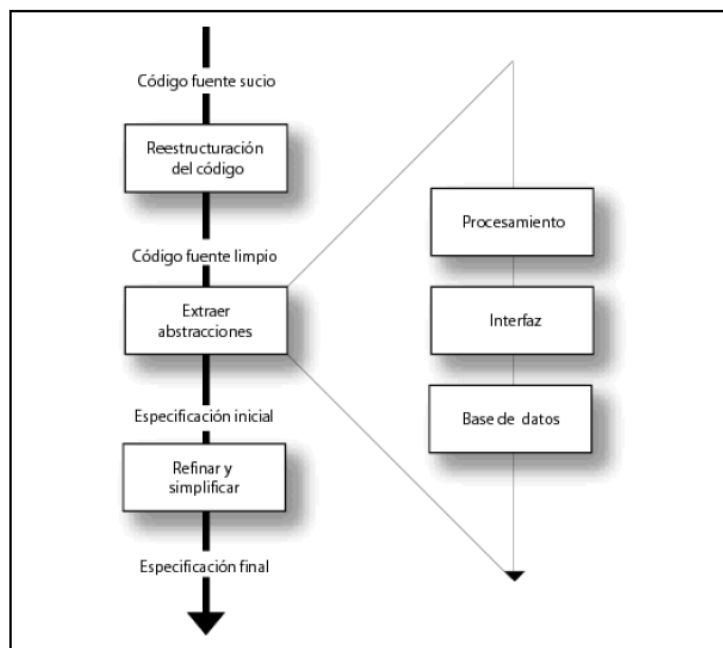 Código fuente sucio
Reestructuración
del código
Código fuente limpio
Extraer
abstracciones
Especificación inicial
Refinar y
simplificar
Especificación final
Procesamiento
Interfaz
Base de datos